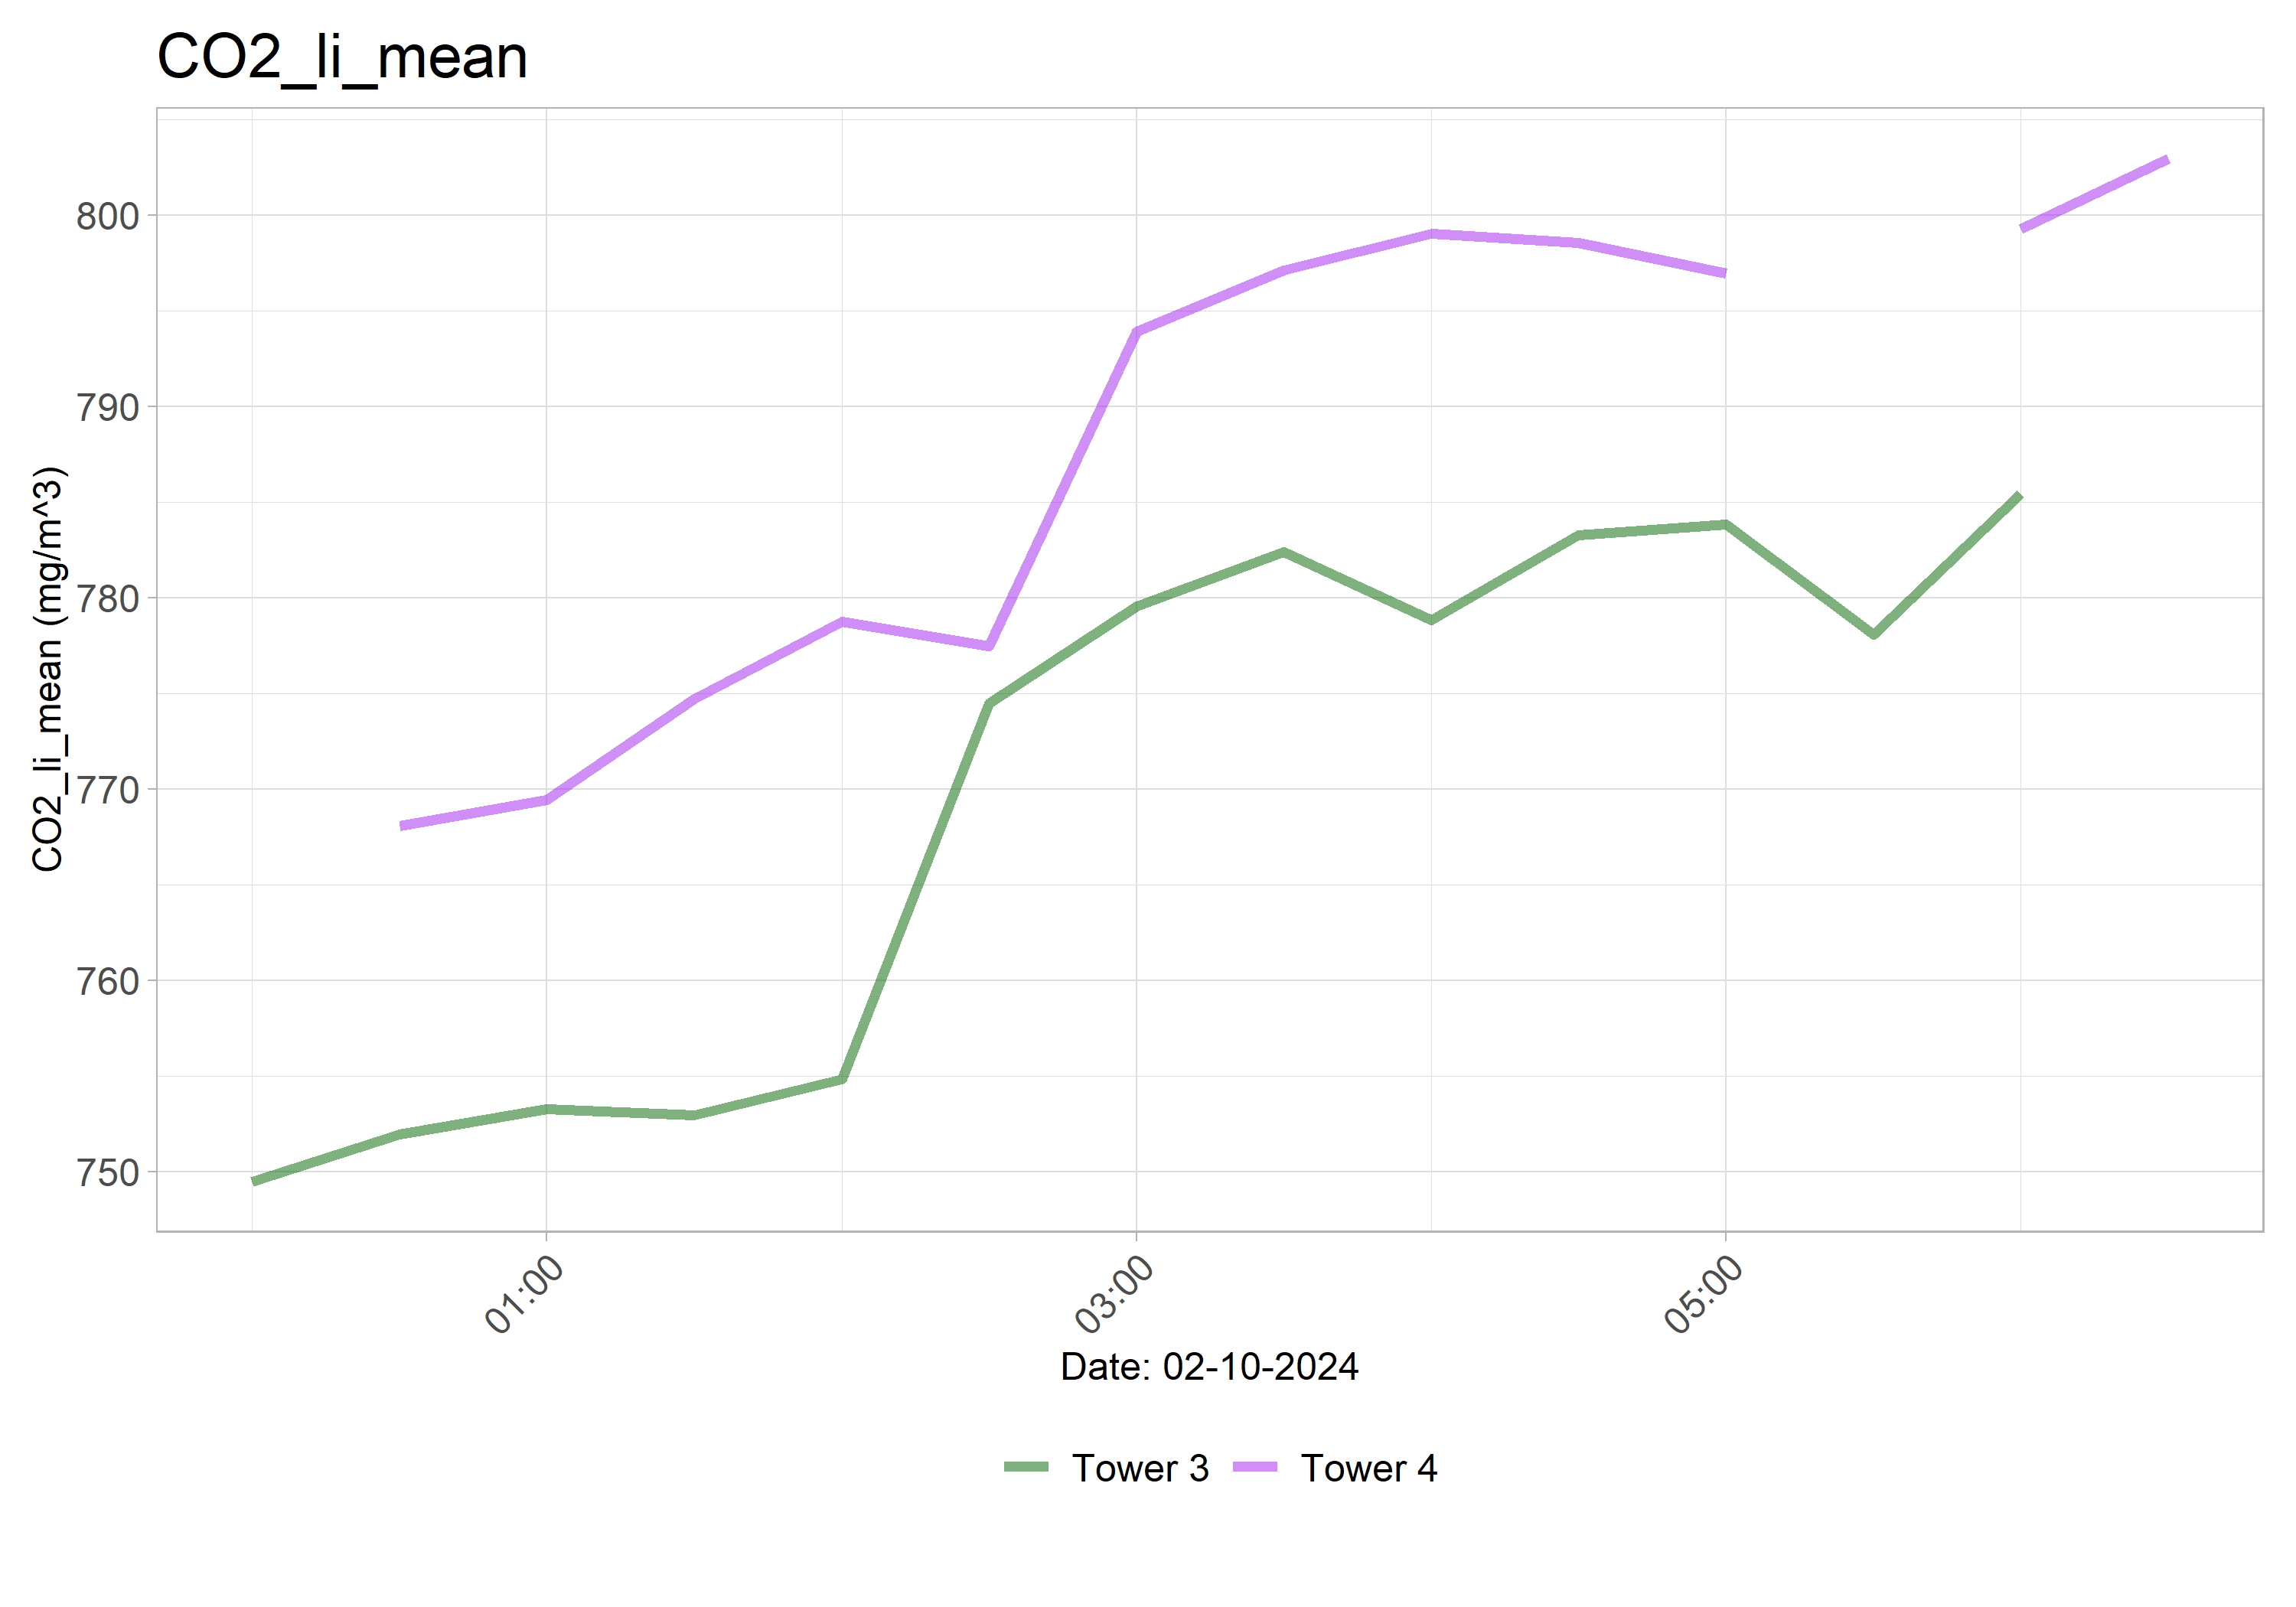 CO2_li_mean
CO2_li_mean (mg/m^3)
800
790
780
770
760
750
01:00
03:00
05:00
Date: 02-10-2024
Tower 3
Tower 4